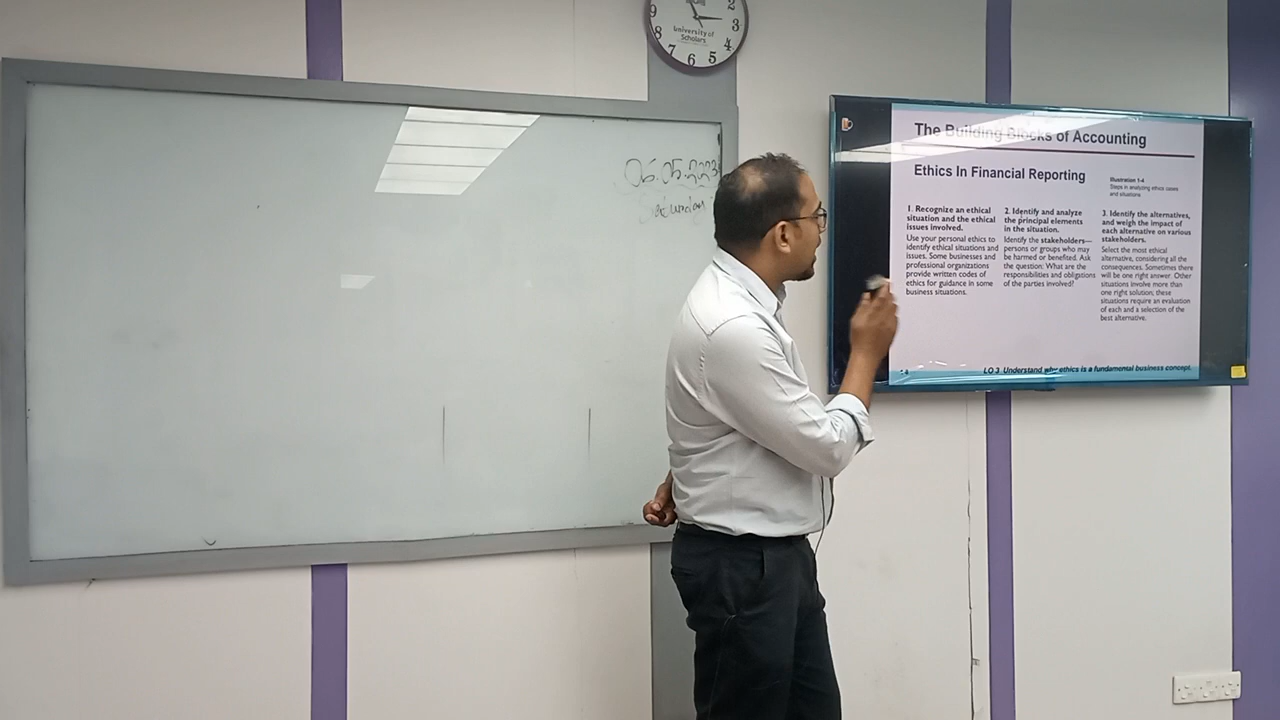 2
9
3
University of
Scholars
8
4
7
6
5
06.05.2023
The Building Blocks of Accounting
Ethics In Financial Reporting
Illustration 1-4
Steps in analyzing ethics cases
and situations
1. Recognize an ethical
situation and the ethical
issues involved.
Use your personal ethics to
identify ethical situations and
issues. Some businesses and
professional organizations
provide written codes of
ethics for guidance in some
business situations.
2. Identify and analyze
the principal elements
in the situation.
Identify the stakeholders—
persons or groups who may
be harmed or benefited. Ask
the question: What are the
responsibilities and obligations
of the parties involved?
3. Identify the alternatives,
and weigh the impact of
each alternative on various
stakeholders.
Select the most ethical
alternative, considering all the
consequences. Sometimes there
will be one right answer. Other
situations involve more than
one right solution; these
situations require an evaluation
of each and a selection of the
best alternative.
LO 3 Understand why ethics is a fundamental business concept.